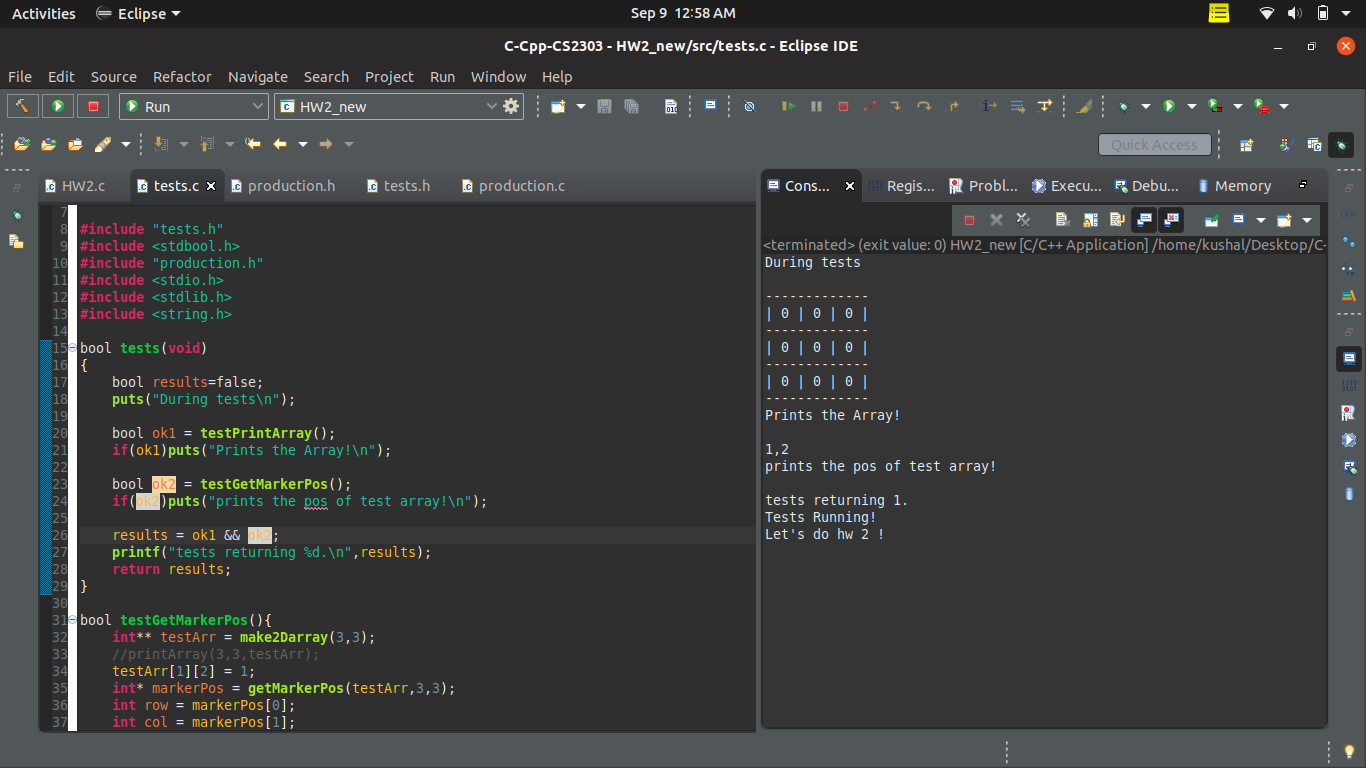 Activities Eclipse Sep 9 12:58 AM
C-Cpp-CS2303 - HW2_new/src/tests.c - Eclipse IDE
File Edit Source Refactor Navigate Search Project Run Window Help
Run HW2_new
Quick Access
HW2.c tests.c production.h tests.h production.c
7
8 #include "tests.h"
9 #include <stdbool.h>
10 #include "production.h"
11 #include <stdio.h>
12 #include <stdlib.h>
13 #include <string.h>
14
15 bool tests(void)
16 {
17 bool results=false;
18 puts("During tests\n");
19
20 bool ok1 = testPrintArray();
21 if(ok1)puts("Prints the Array!\n");
22
23 bool ok2 = testGetMarkerPos();
24 if(ok2)puts("prints the pos of test array!\n");
25
26 results = ok1 && ok2;
27 printf("tests returning %d.\n",results);
28 return results;
29 }
30
31 bool testGetMarkerPos(){
32 int** testArr = make2Darray(3,3);
33 //printArray(3,3,testArr);
34 testArr[1][2] = 1;
35 int* markerPos = getMarkerPos(testArr,3,3);
36 int row = markerPos[0];
37 int col = markerPos[1];
Cons... Regis... Probl... Execu... Debu... Memory
<terminated> (exit value: 0) HW2_new [C/C++ Application] /home/kushal/Desktop/C-
During tests
-------------
| 0 | 0 | 0 |
-------------
| 0 | 0 | 0 |
-------------
| 0 | 0 | 0 |
-------------
Prints the Array!
1,2
prints the pos of test array!
tests returning 1.
Tests Running!
Let's do hw 2 !